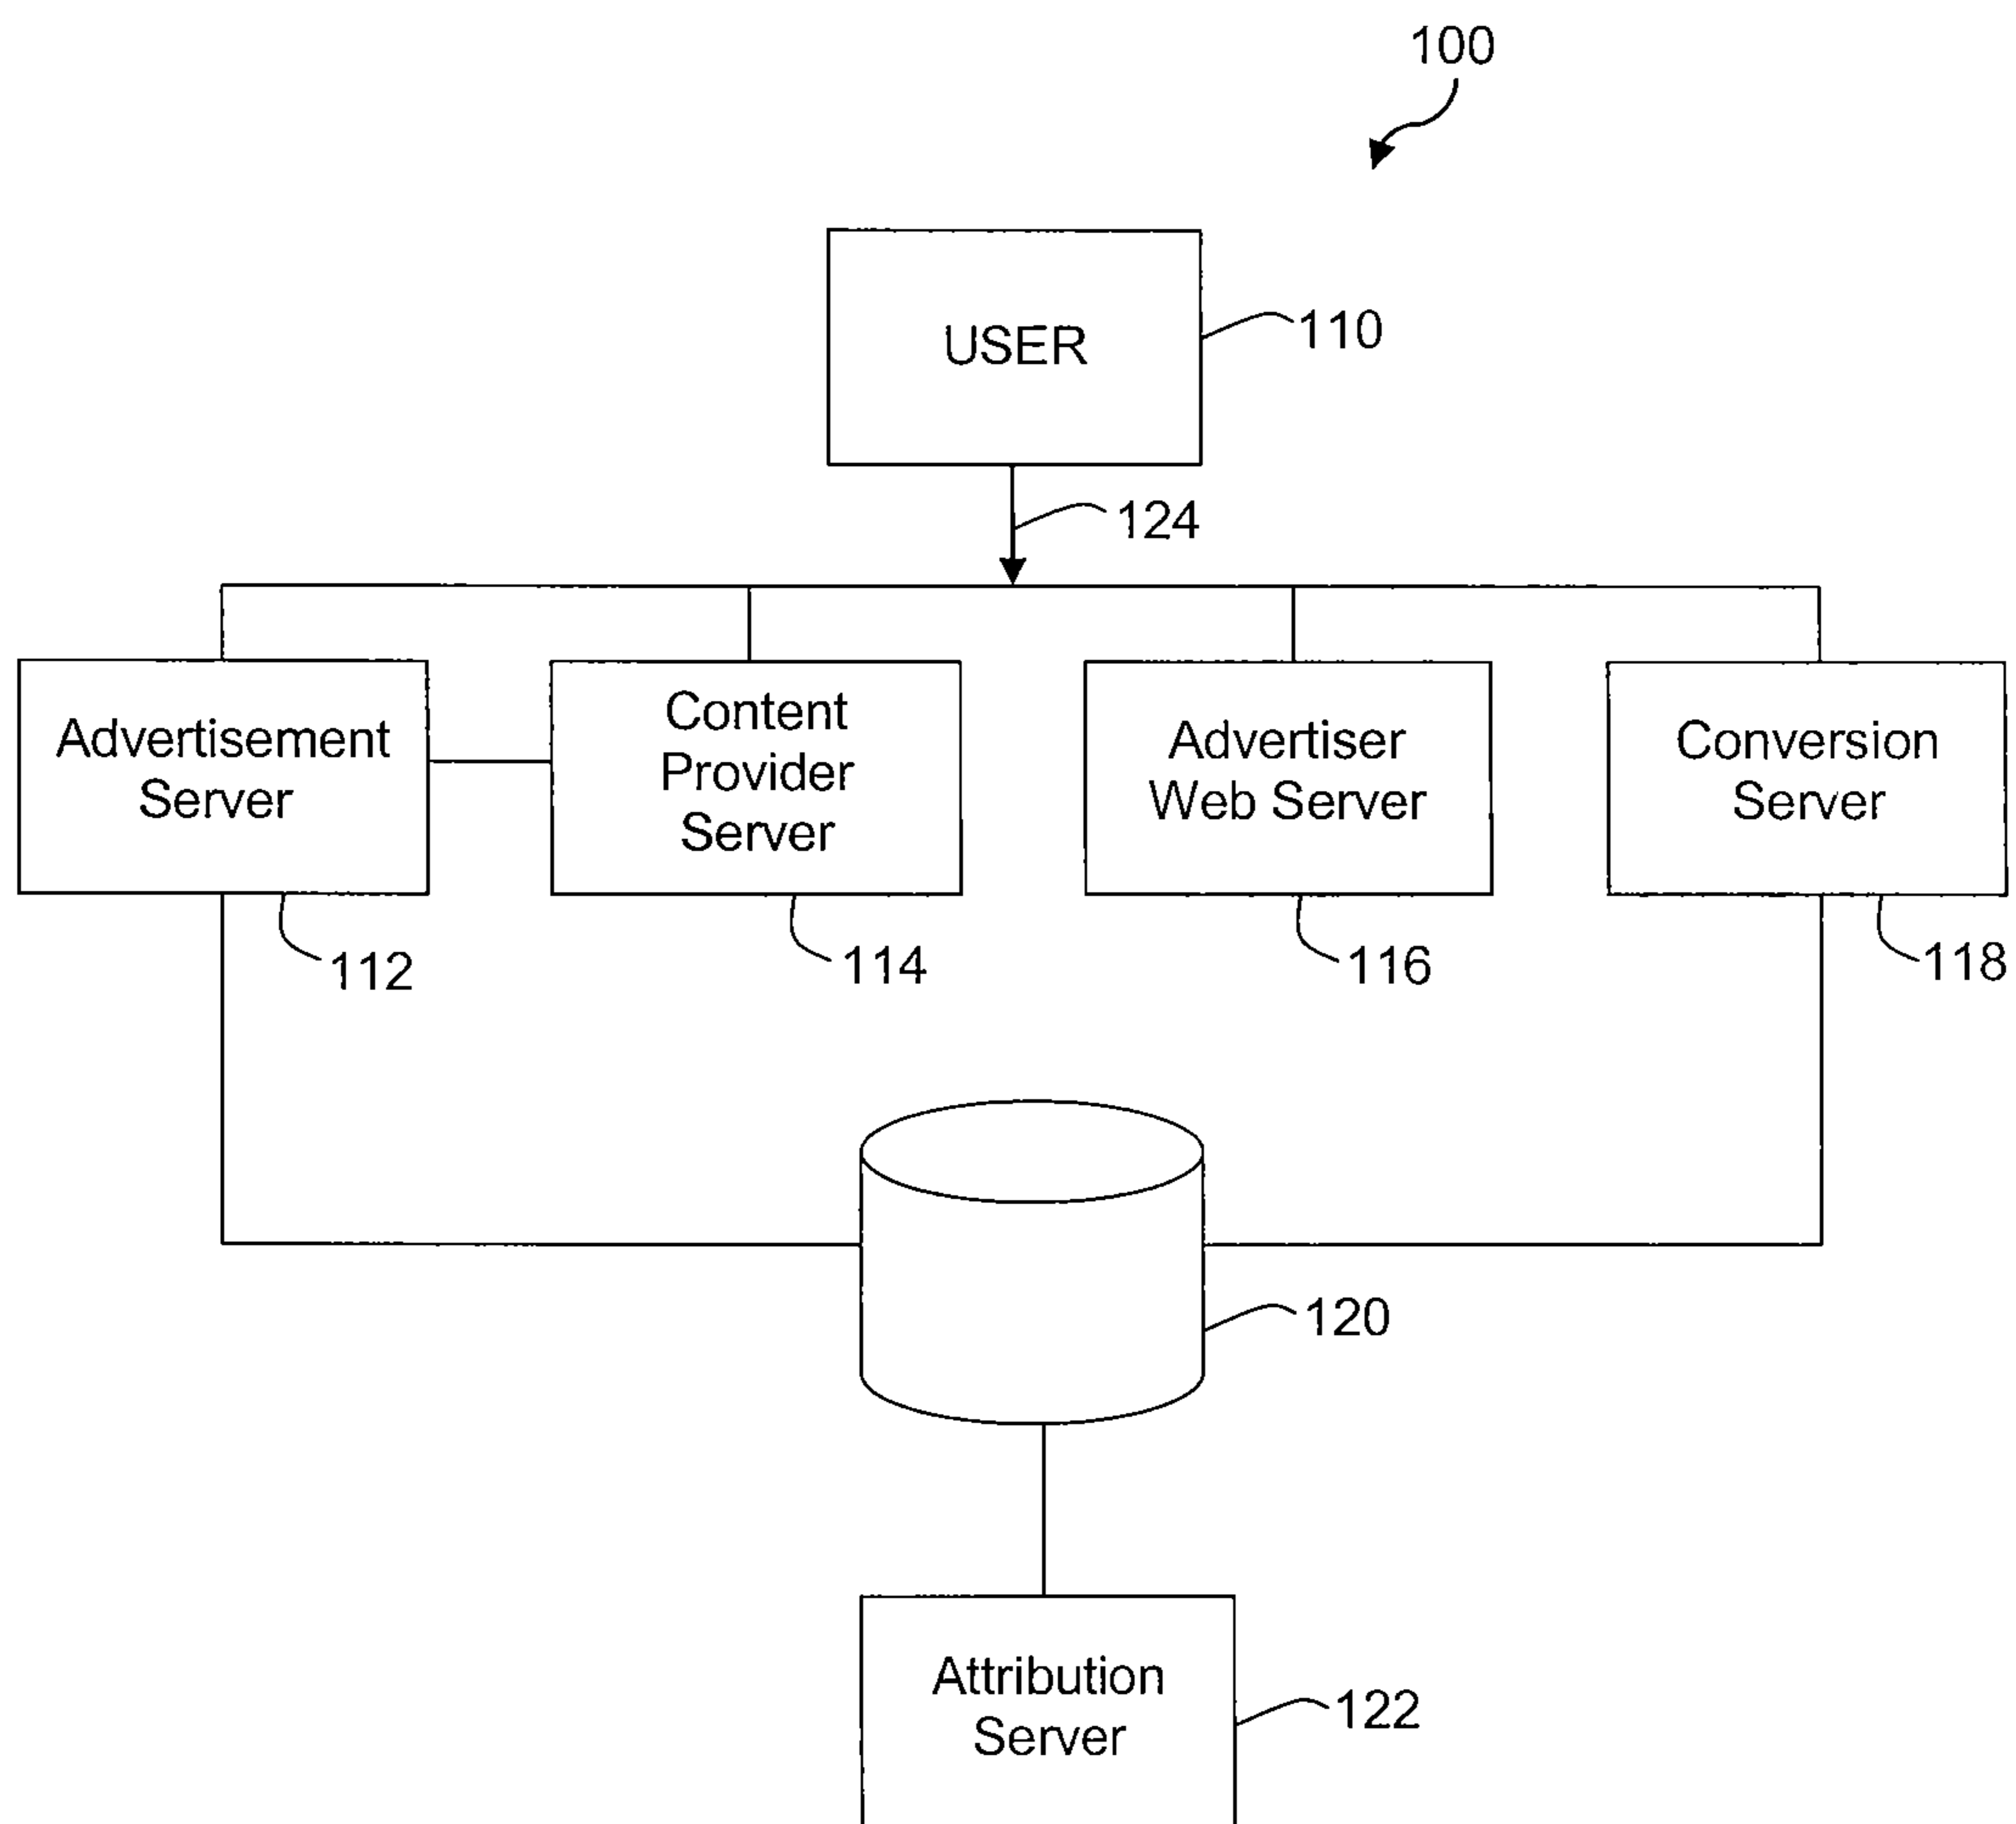 100
USER
110
124
Advertisement
Server
Content
Provider
Server
Advertiser
Web Server
Conversion
Server
112
114
116
118
120
Attribution
Server
122